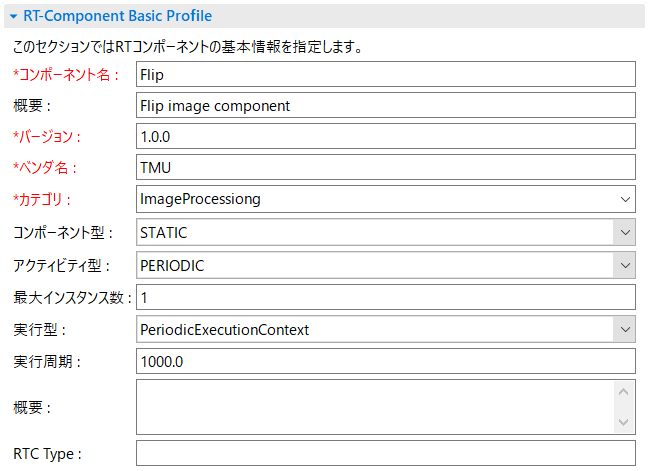 RT-Component Basic Profile
このセクションではRTコンポーネントの基本情報を指定します。
*コンポーネント名 : Flip
概要 : Flip image component
*バージョン : 1.0.0
*ベンダ名 : TMU
*カテゴリ : ImageProcessiong
コンポーネント型 : STATIC
アクティビティ型 : PERIODIC
最大インスタンス数 : 1
実行型 : PeriodicExecutionContext
実行周期 : 1000.0
概要 :
RTC Type :